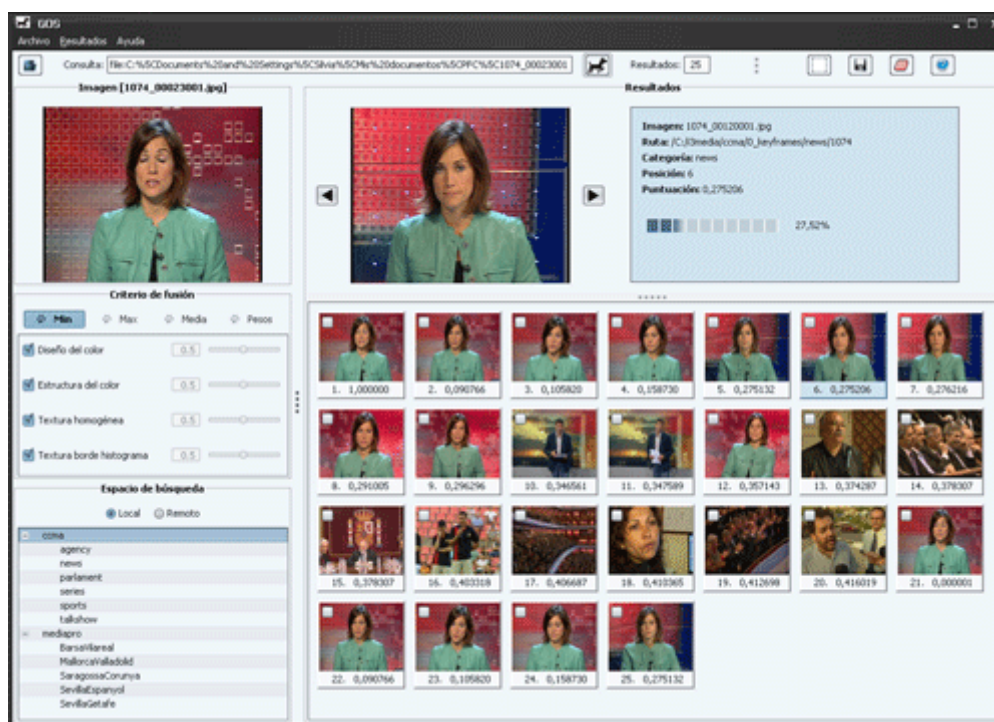 GOS
Archivo Resultados Ayuda
Consulta: file:C:%5CDocuments%20and%20Settings%5CSilvia%5CMis%20documentos%5CPFC%5C1074_00023001 Resultados: 25
Imagen [1074_00023001.jpg]
Resultados
Imagen: 1074_00120001.jpg
Ruta: /C:/i3media/ccma/0_keyframes/news/1074
Categoría: news
Posición: 6
Puntuación: 0,275206
27,52%
Criterio de fusión
Min Max Media Pesos
Diseño del color 0.5
Estructura del color 0.5
Textura homogénea 0.5
Textura borde histograma 0.5
Espacio de búsqueda
Local Remoto
ccma
agency
news
parlament
series
sports
talkshow
mediapro
BarsaVilareal
MallorcaValladolid
SaragossaCorunya
SevillaEspanyol
SevillaGetafe
1. 1,000000 2. 0,090766 3. 0,105820 4. 0,158730 5. 0,275132 6. 0,275206 7. 0,276216
8. 0,291005 9. 0,296296 10. 0,346561 11. 0,347589 12. 0,357143 13. 0,374287 14. 0,378307
15. 0,378307 16. 0,403318 17. 0,406687 18. 0,410365 19. 0,412698 20. 0,416019 21. 0,000001
22. 0,090766 23. 0,105820 24. 0,158730 25. 0,275132